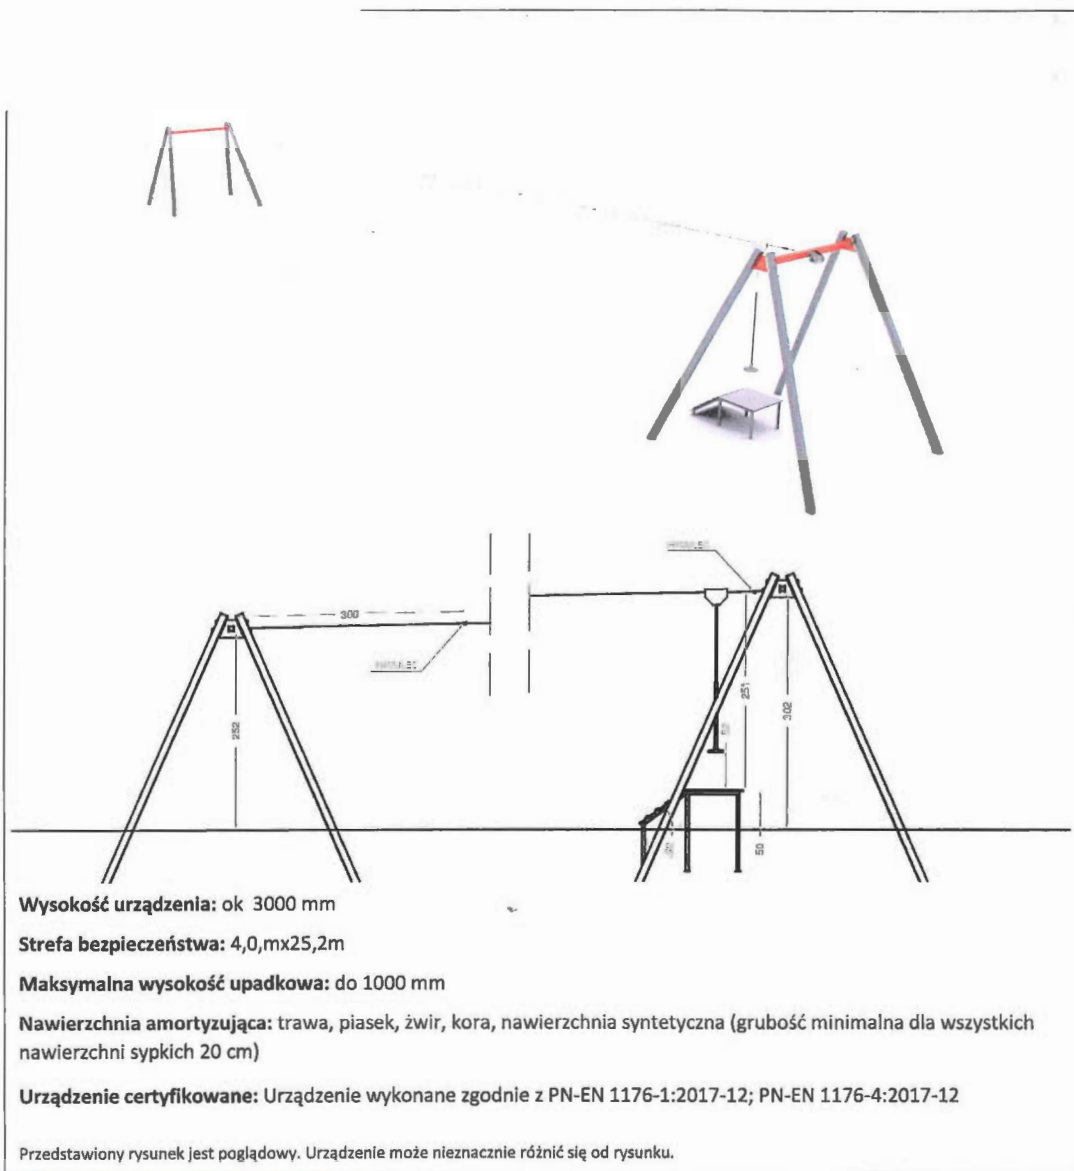 300
252
251
302
50
Wysokość urządzenia: ok 3000 mm
Strefa bezpieczeństwa: 4,0,mx25,2m
Maksymalna wysokość upadkowa: do 1000 mm
Nawierzchnia amortyzująca: trawa, piasek, żwir, kora, nawierzchnia syntetyczna (grubość minimalna dla wszystkich
nawierzchni sypkich 20 cm)
Urządzenie certyfikowane: Urządzenie wykonane zgodnie z PN-EN 1176-1:2017-12; PN-EN 1176-4:2017-12
Przedstawiony rysunek jest poglądowy. Urządzenie może nieznacznie różnić się od rysunku.